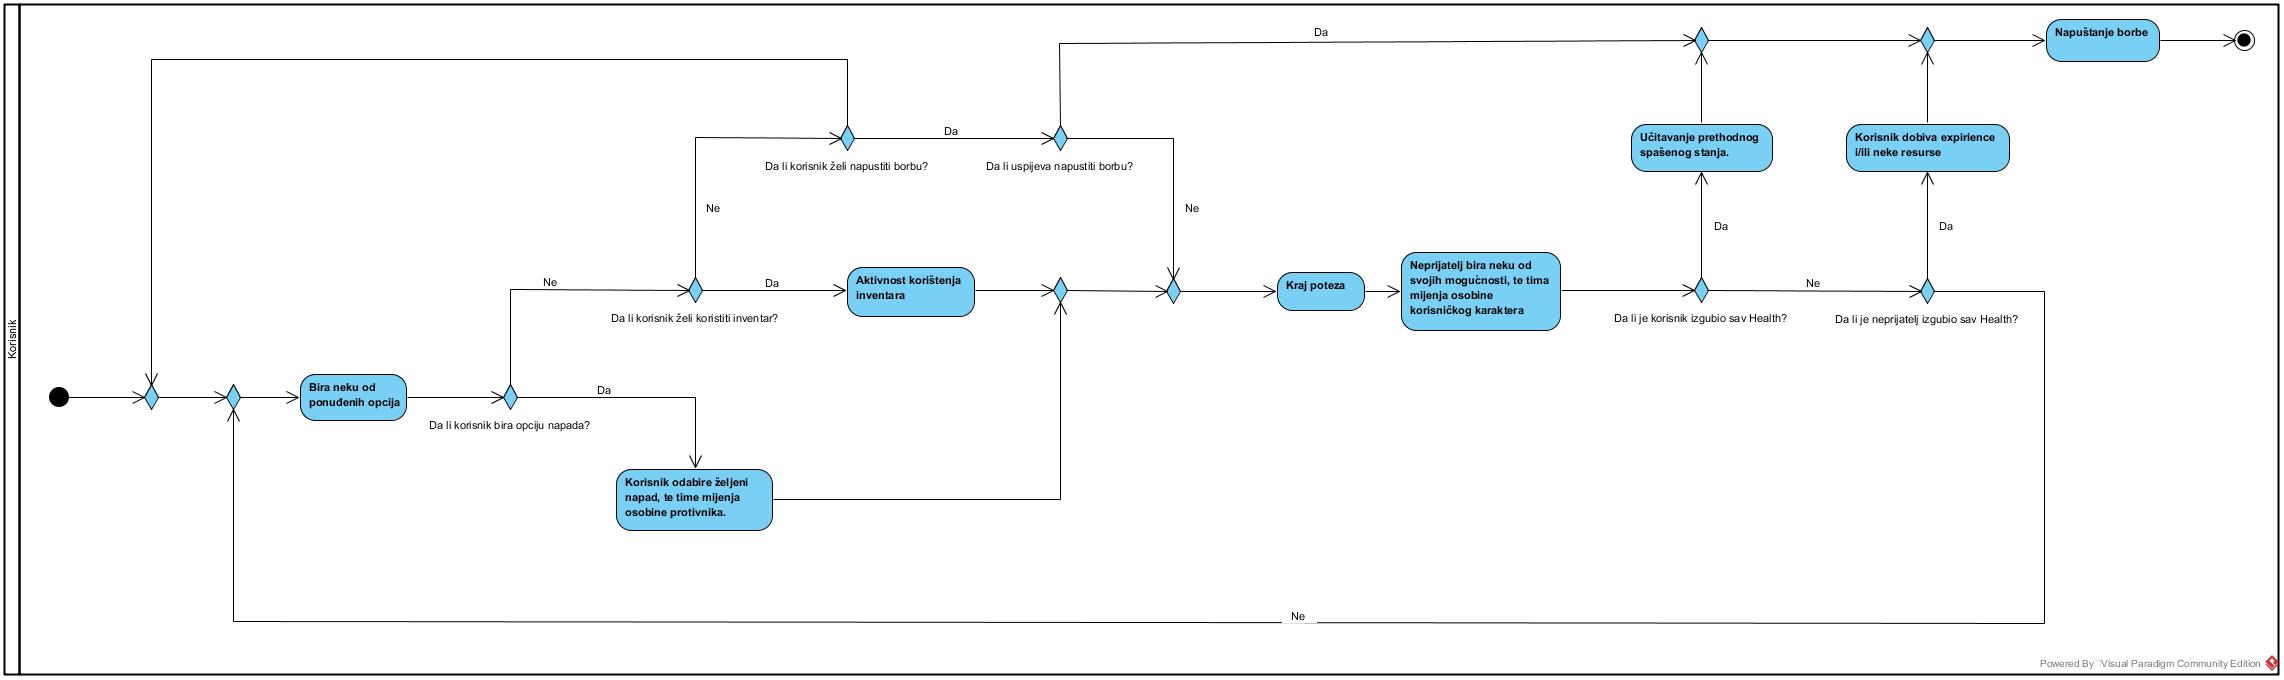 Korisnik
Da
Napuštanje borbe
Da
Da li korisnik želi napustiti borbu?
Da li uspijeva napustiti borbu?
Učitavanje prethodnog
spašenog stanja.
Korisnik dobiva expirience
i/ili neke resurse
Ne
Ne
Da
Da
Ne
Da
Da li korisnik želi koristiti inventar?
Aktivnost korištenja
inventara
Kraj poteza
Neprijatelj bira neku od
svojih mogućnosti, te tima
mijenja osobine
korisničkog karaktera
Ne
Da li je korisnik izgubio sav Health?
Da li je neprijatelj izgubio sav Health?
Bira neku od
ponuđenih opcija
Da
Da li korisnik bira opciju napada?
Korisnik odabire željeni
napad, te time mijenja
osobine protivnika.
Ne
Powered By Visual Paradigm Community Edition